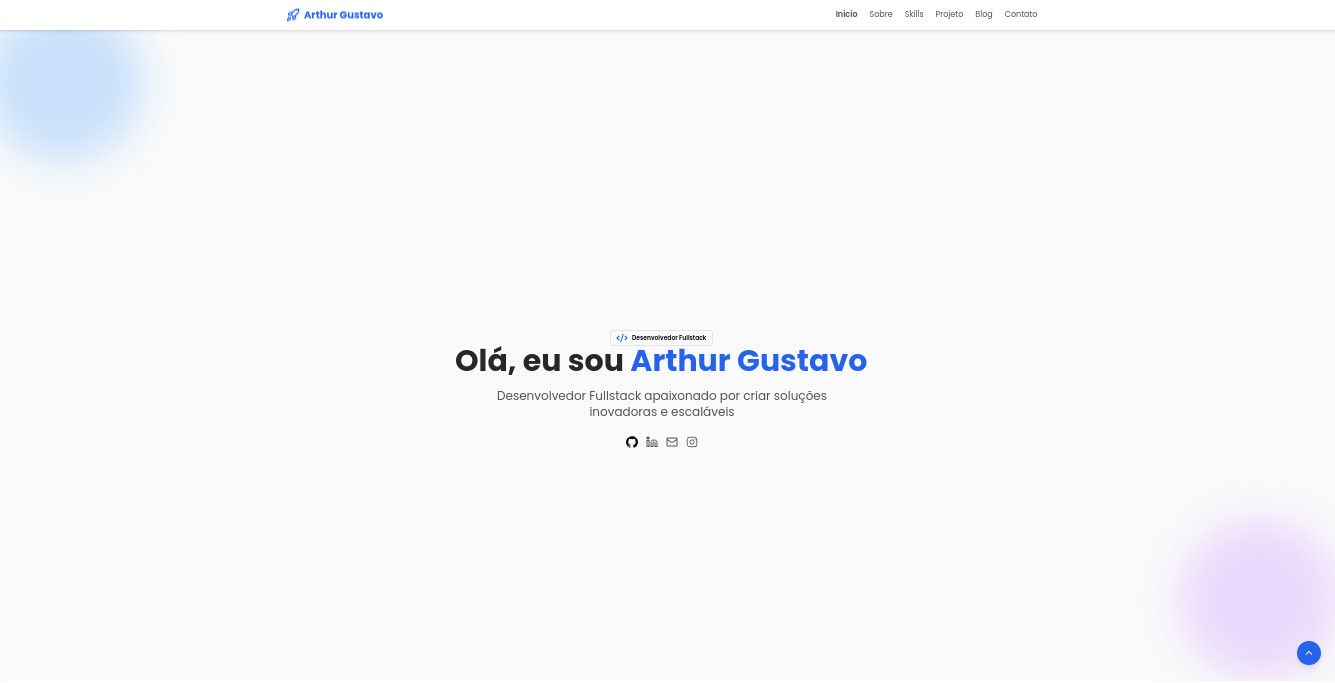 Arthur Gustavo
Início Sobre Skills Projeto Blog Contato
Desenvolvedor Fullstack
Olá, eu sou Arthur Gustavo
Desenvolvedor Fullstack apaixonado por criar soluções
inovadoras e escaláveis